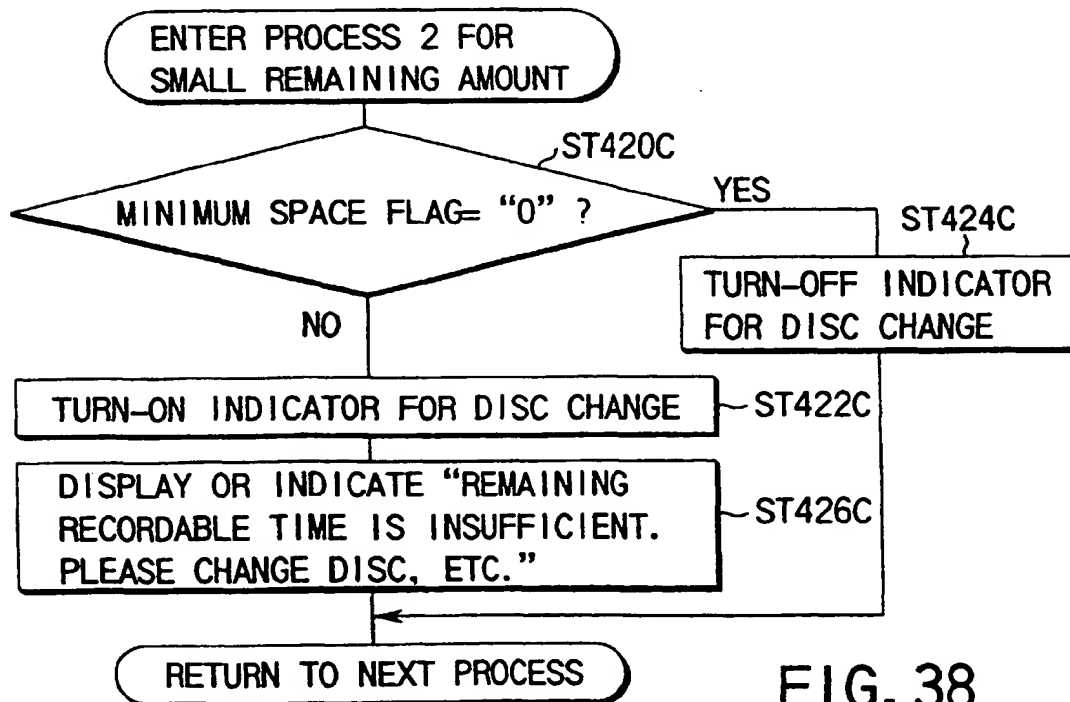 ENTER PROCESS 2 FOR
SMALL REMAINING AMOUNT
ST420C
MINIMUM SPACE FLAG= “0” ?
YES
ST424C
TURN-OFF INDICATOR
FOR DISC CHANGE
NO
TURN-ON INDICATOR FOR DISC CHANGE
ST422C
DISPLAY OR INDICATE “REMAINING
RECORDABLE TIME IS INSUFFICIENT.
PLEASE CHANGE DISC, ETC.”
ST426C
RETURN TO NEXT PROCESS
FIG. 38